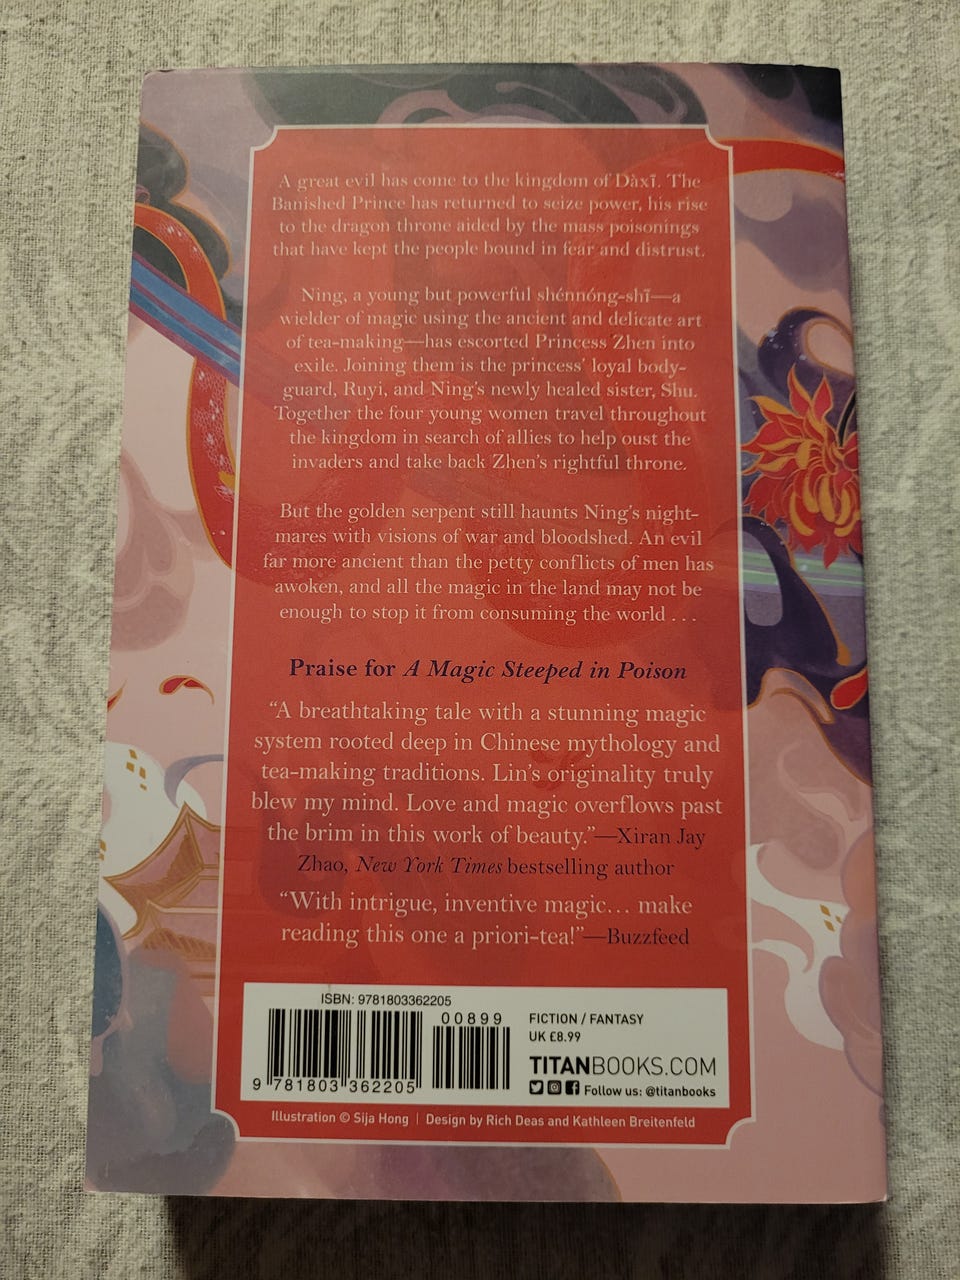 A great evil has come to the kingdom of Dàxī. The
Banished Prince has returned to seize power, his rise
to the dragon throne aided by the mass poisonings
that have kept the people bound in fear and distrust.
Ning, a young but powerful shénnóng-shī—a
wielder of magic using the ancient and delicate art
of tea-making—has escorted Princess Zhen into
exile. Joining them is the princess' loyal body-
guard, Ruyi, and Ning's newly healed sister, Shu.
Together the four young women travel throughout
the kingdom in search of allies to help oust the
invaders and take back Zhen's rightful throne.
But the golden serpent still haunts Ning's night-
mares with visions of war and bloodshed. An evil
far more ancient than the petty conflicts of men has
awoken, and all the magic in the land may not be
enough to stop it from consuming the world . . .
Praise for A Magic Steeped in Poison
“A breathtaking tale with a stunning magic
system rooted deep in Chinese mythology and
tea-making traditions. Lin's originality truly
blew my mind. Love and magic overflows past
the brim in this work of beauty.”—Xiran Jay
Zhao, New York Times bestselling author
“With intrigue, inventive magic… make
reading this one a priori-tea!”—Buzzfeed
ISBN: 9781803362205
00899
9 781803 362205
FICTION / FANTASY
UK £8.99
TITANBOOKS.COM
Follow us: @titanbooks
Illustration © Sija Hong | Design by Rich Deas and Kathleen Breitenfeld